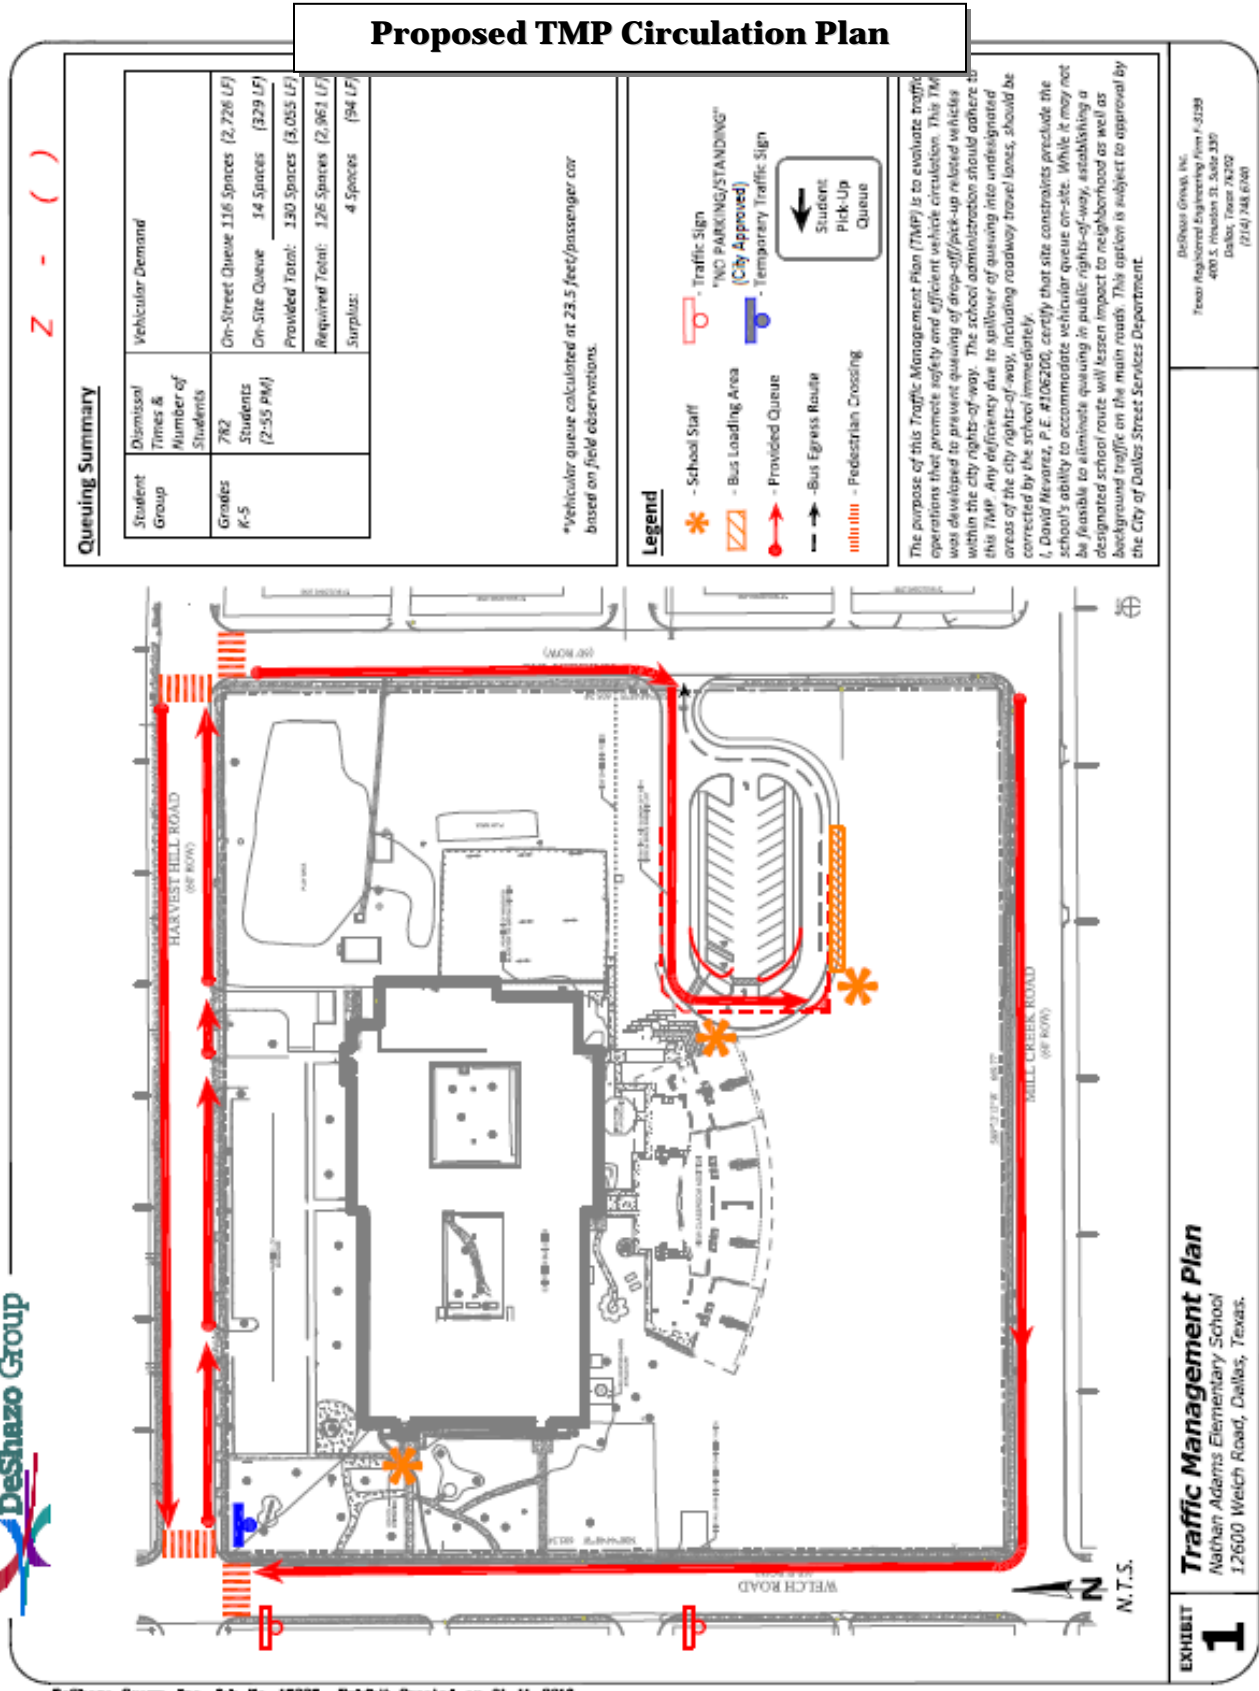 Proposed TMP Circulation Plan
Z - ( )
Queuing Summary
Student Group
Dismissal Times & Number of Students
Vehicular Demand
Grades K-5
782 Students (2:55 PM)
On-Street Queue 116 Spaces (2,726 LF)
On-Site Queue 14 Spaces (329 LF)
Provided Total: 130 Spaces (3,055 LF)
Required Total: 126 Spaces (2,961 LF)
Surplus: 4 Spaces (94 LF)
*Vehicular queue calculated at 23.5 feet/passenger car
based on field observations.
Legend
- School Staff
- Bus Loading Area
- Provided Queue
-Bus Egress Route
- Pedestrian Crossing
- Traffic Sign
"NO PARKING/STANDING"
(City Approved)
- Temporary Traffic Sign
Student
Pick-Up
Queue
The purpose of this Traffic Management Plan (TMP) is to evaluate traffic
operations that promote safety and efficient vehicle circulation. This TM
was developed to prevent queuing of drop-off/pick-up related vehicles
within the city rights-of-way. The school administration should adhere to
this TMP. Any deficiency due to spillover of queuing into undesignated
areas of the city rights-of-way, including roadway travel lanes, should be
corrected by the school immediately.
I, David Nevarez, P.E. #106200, certify that site constraints preclude the
school's ability to accommodate vehicular queue on-site. While it may not
be feasible to eliminate queuing in public rights-of-way, establishing a
designated school route will lessen impact to neighborhood as well as
background traffic on the main roads. This option is subject to approval by
the City of Dallas Street Services Department.
DeShazo Group, Inc.
Texas Registered Engineering Firm F-3199
400 S. Houston St. Suite 330
Dallas, Texas 75202
(214) 748.6740
HARVEST HILL ROAD
(60' ROW)
(60' ROW)
MILL CREEK ROAD
(60' ROW)
WELCH ROAD
N
N.T.S.
DeShazo Group
Traffic Management Plan
Nathan Adams Elementary School
12600 Welch Road, Dallas, Texas.
EXHIBIT
1